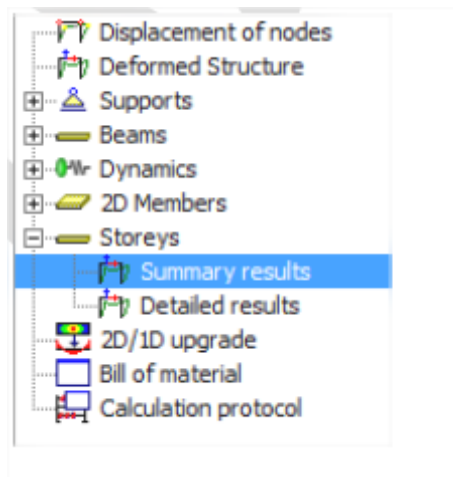 Displacement of nodes
Deformed Structure
Supports
Beams
Dynamics
2D Members
Storeys
Summary results
Detailed results
2D/1D upgrade
Bill of material
Calculation protocol